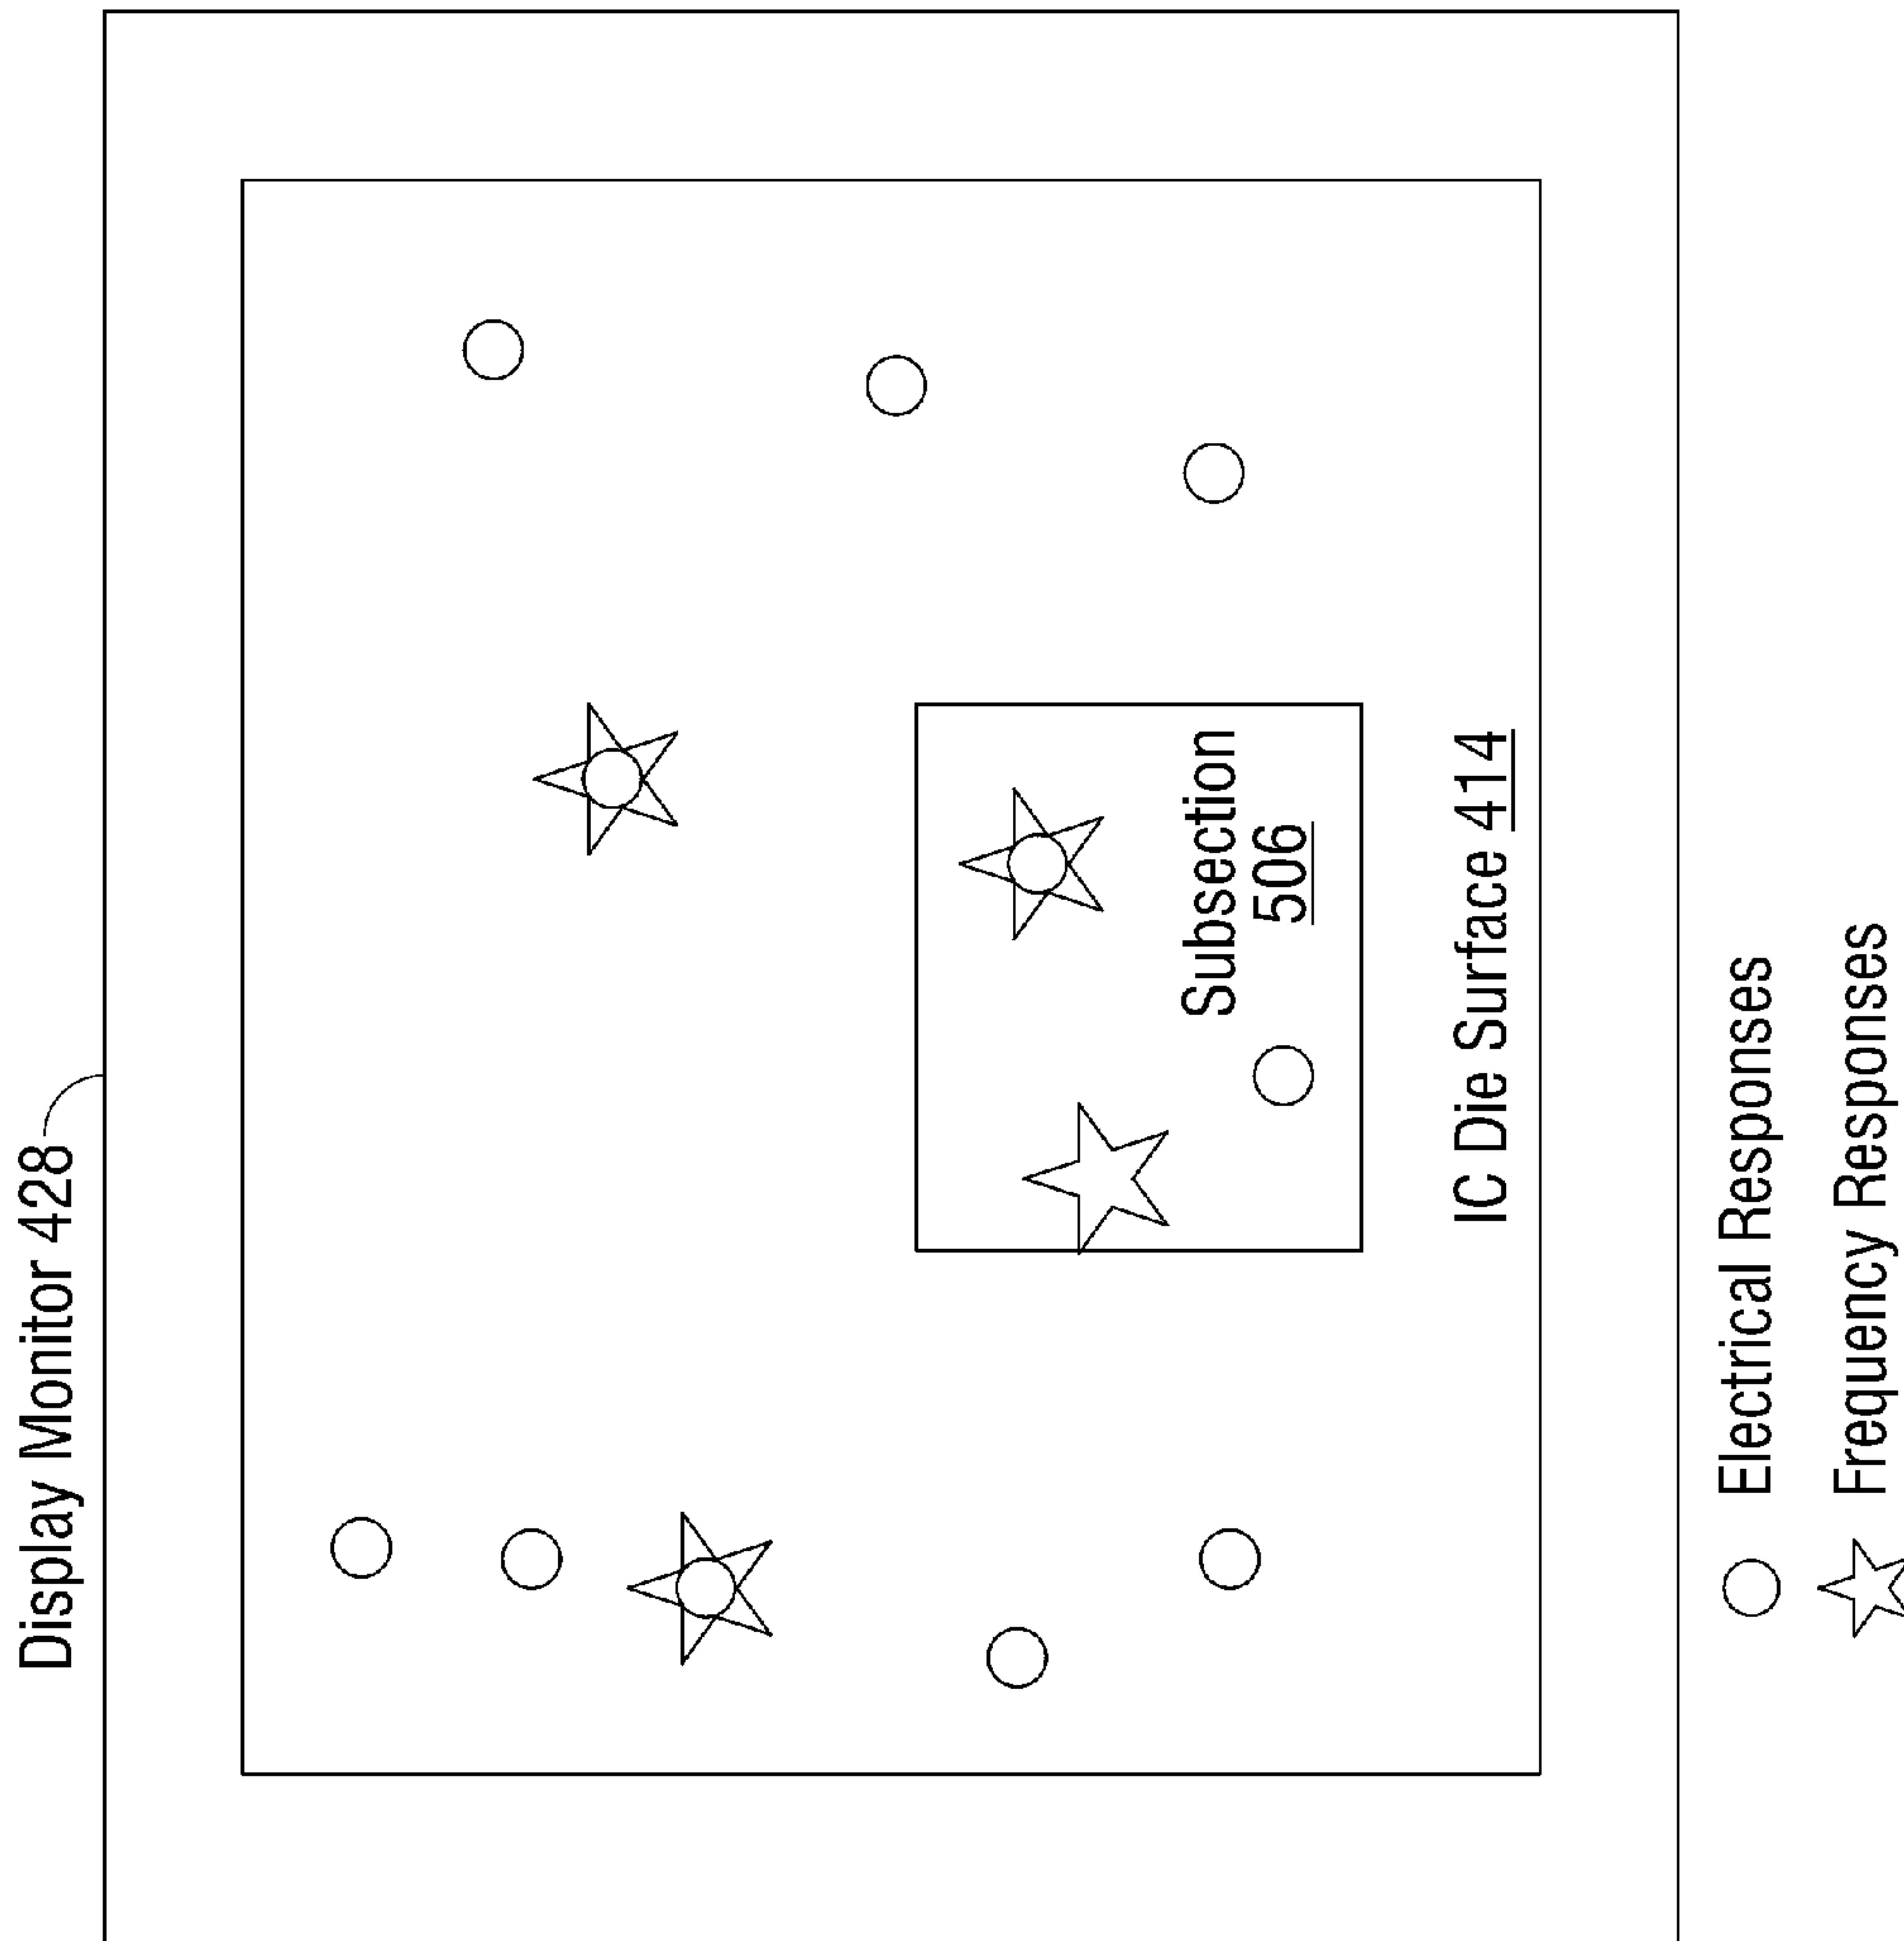 Display Monitor 428
Subsection
506
IC Die Surface 414
Electrical Responses
Frequency Responses